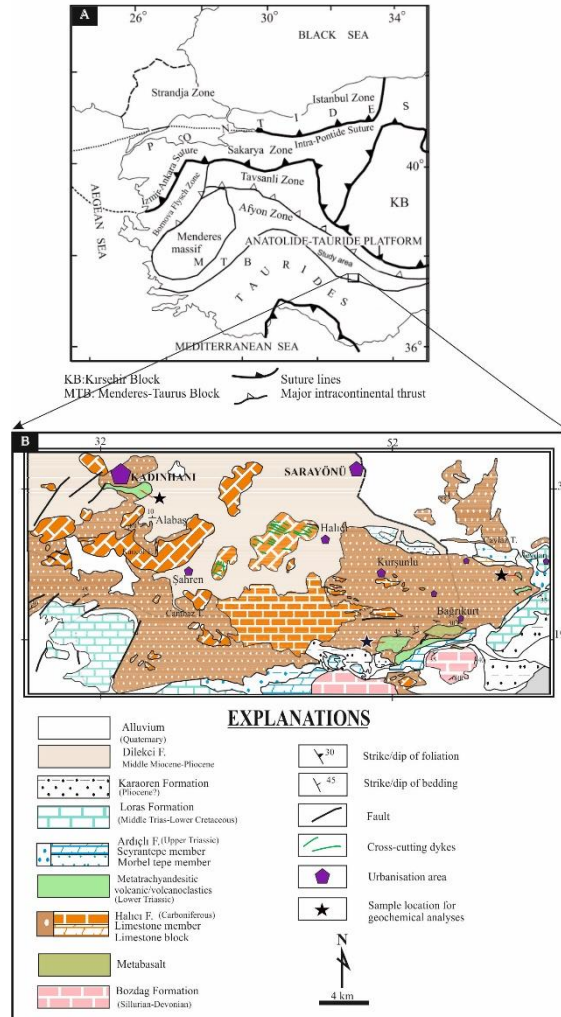 A
26°
30°
34°
BLACK SEA
Strandja Zone
Istanbul Zone
P O N T I D E S
Intra-Pontide Suture
Sakarya Zone
40°
Izmir-Ankara Suture
Tavsanli Zone
Bornova Flysch Zone
KB
AEGEAN SEA
Afyon Zone
Menderes
massif
ANATOLIDE-TAURIDE PLATFORM
M T B
Study area
TAURIDES
MEDITERRANEAN SEA
36°
KB:Kırsehir Block
Suture lines
MTB: Menderes-Taurus Block
Major intracontinental thrust
B
32
52
KADINHANI
SARAYÖNÜ
10
Alabaş
Halıcı
Kurşunlu
Şahren
Bağrıkurt
EXPLANATIONS
Alluvium
(Quaternary)
Dilekci F.
Middle Miocene-Pliocene
Karaoren Formation
(Pliocene?)
Loras Formation
(Middle Trias-Lower Cretaceous)
Ardıçlı F. (Upper Triassic)
Seyrantepe member
Morbel tepe member
Metatrachyandesitic
volcanic/volcanoclastics
(Lower Triassic)
Halıcı F. (Carboniferous)
Limestone member
Limestone block
Metabasalt
Bozdag Formation
(Sillurian-Devonian)
30
Strike/dip of foliation
45
Strike/dip of bedding
Fault
Cross-cutting dykes
Urbanisation area
Sample location for
geochemical analyses
N
4 km